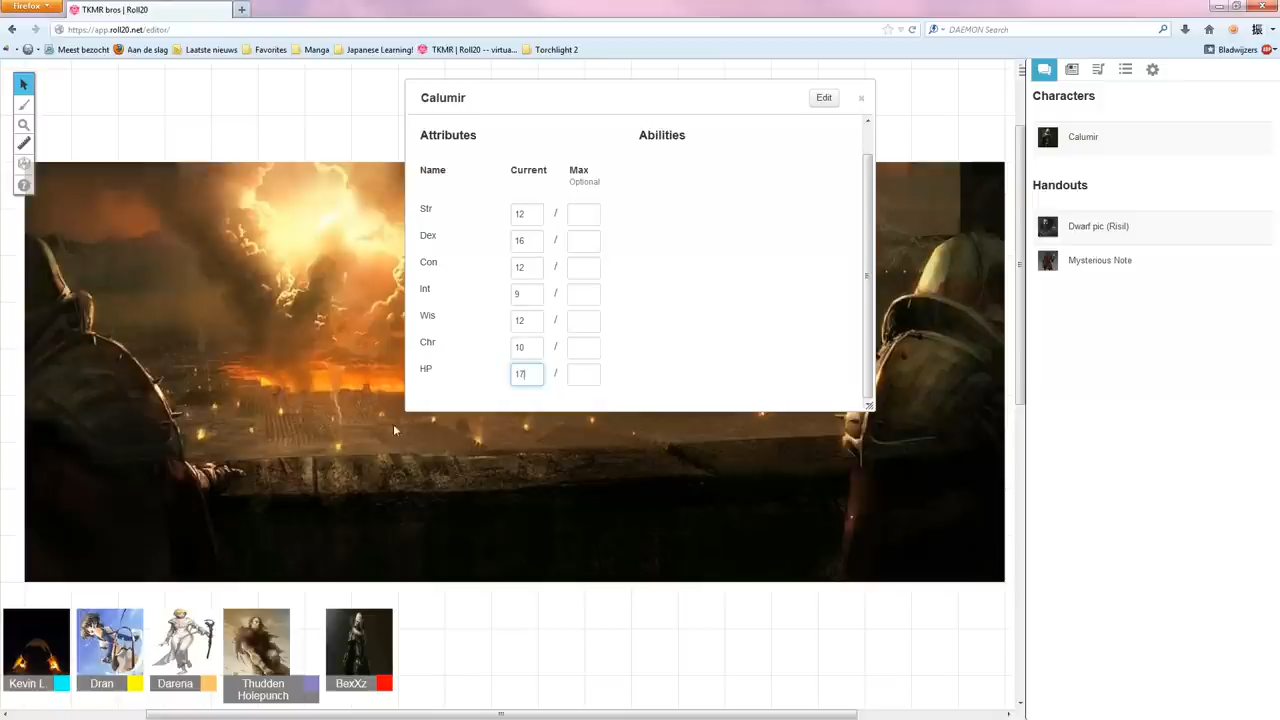 Firefox
TKMR bros | Roll20
https://app.roll20.net/editor/
DAEMON Search
Meest bezocht
Aan de slag
Laatste nieuws
Favorites
Manga
Japanese Learning!
TKMR | Roll20 -- virtua...
Torchlight 2
Bladwijzers
Calumir
Edit
Attributes
Abilities
Name
Current
Max
Optional
Str 12 /
Dex 16 /
Con 12 /
Int 9 /
Wis 12 /
Chr 10 /
HP 17 /
Characters
Calumir
Handouts
Dwarf pic (Risil)
Mysterious Note
Kevin L.
Dran
Darena
Thudden
Holepunch
BexXz